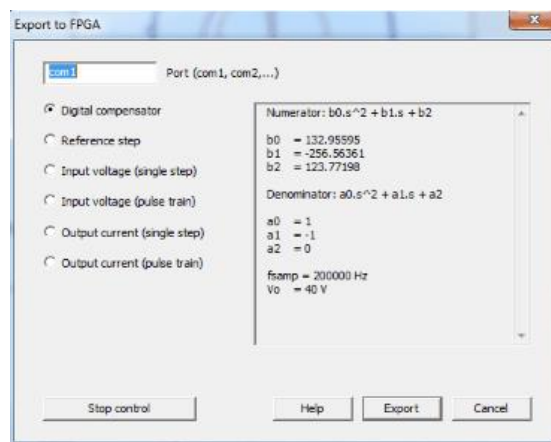 Export to FPGA
com1 Port (com1, com2,...)
Digital compensator
Reference step
Input voltage (single step)
Input voltage (pulse train)
Output current (single step)
Output current (pulse train)
Numerator: b0.s^2 + b1.s + b2
b0 = 132.95595
b1 = -256.56361
b2 = 123.77198
Denominator: a0.s^2 + a1.s + a2
a0 = 1
a1 = -1
a2 = 0
fsamp = 200000 Hz
Vo = 40 V
Stop control Help Export Cancel